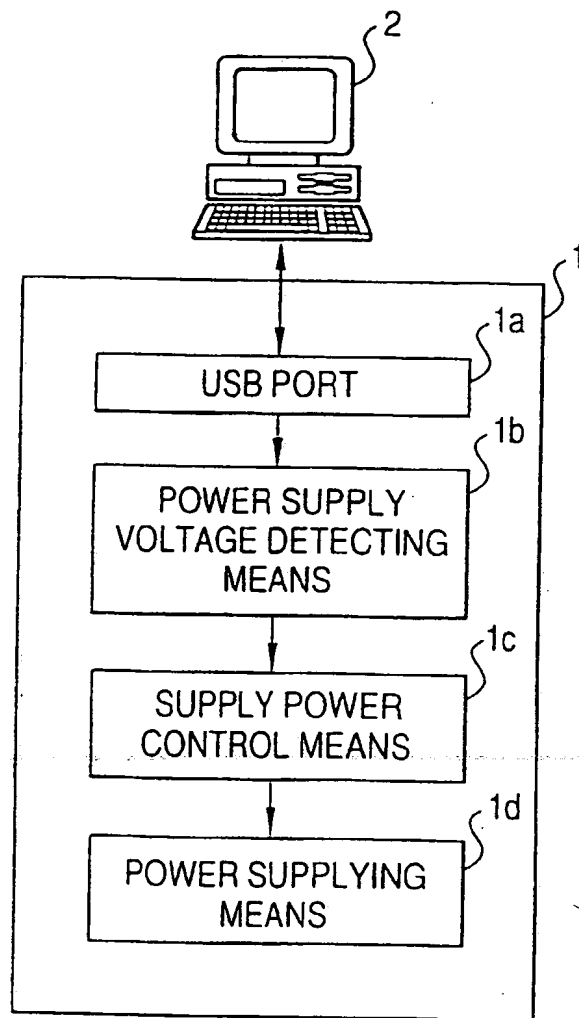 2
1
1a
USB PORT
1b
POWER SUPPLY
VOLTAGE DETECTING
MEANS
1c
SUPPLY POWER
CONTROL MEANS
1d
POWER SUPPLYING
MEANS